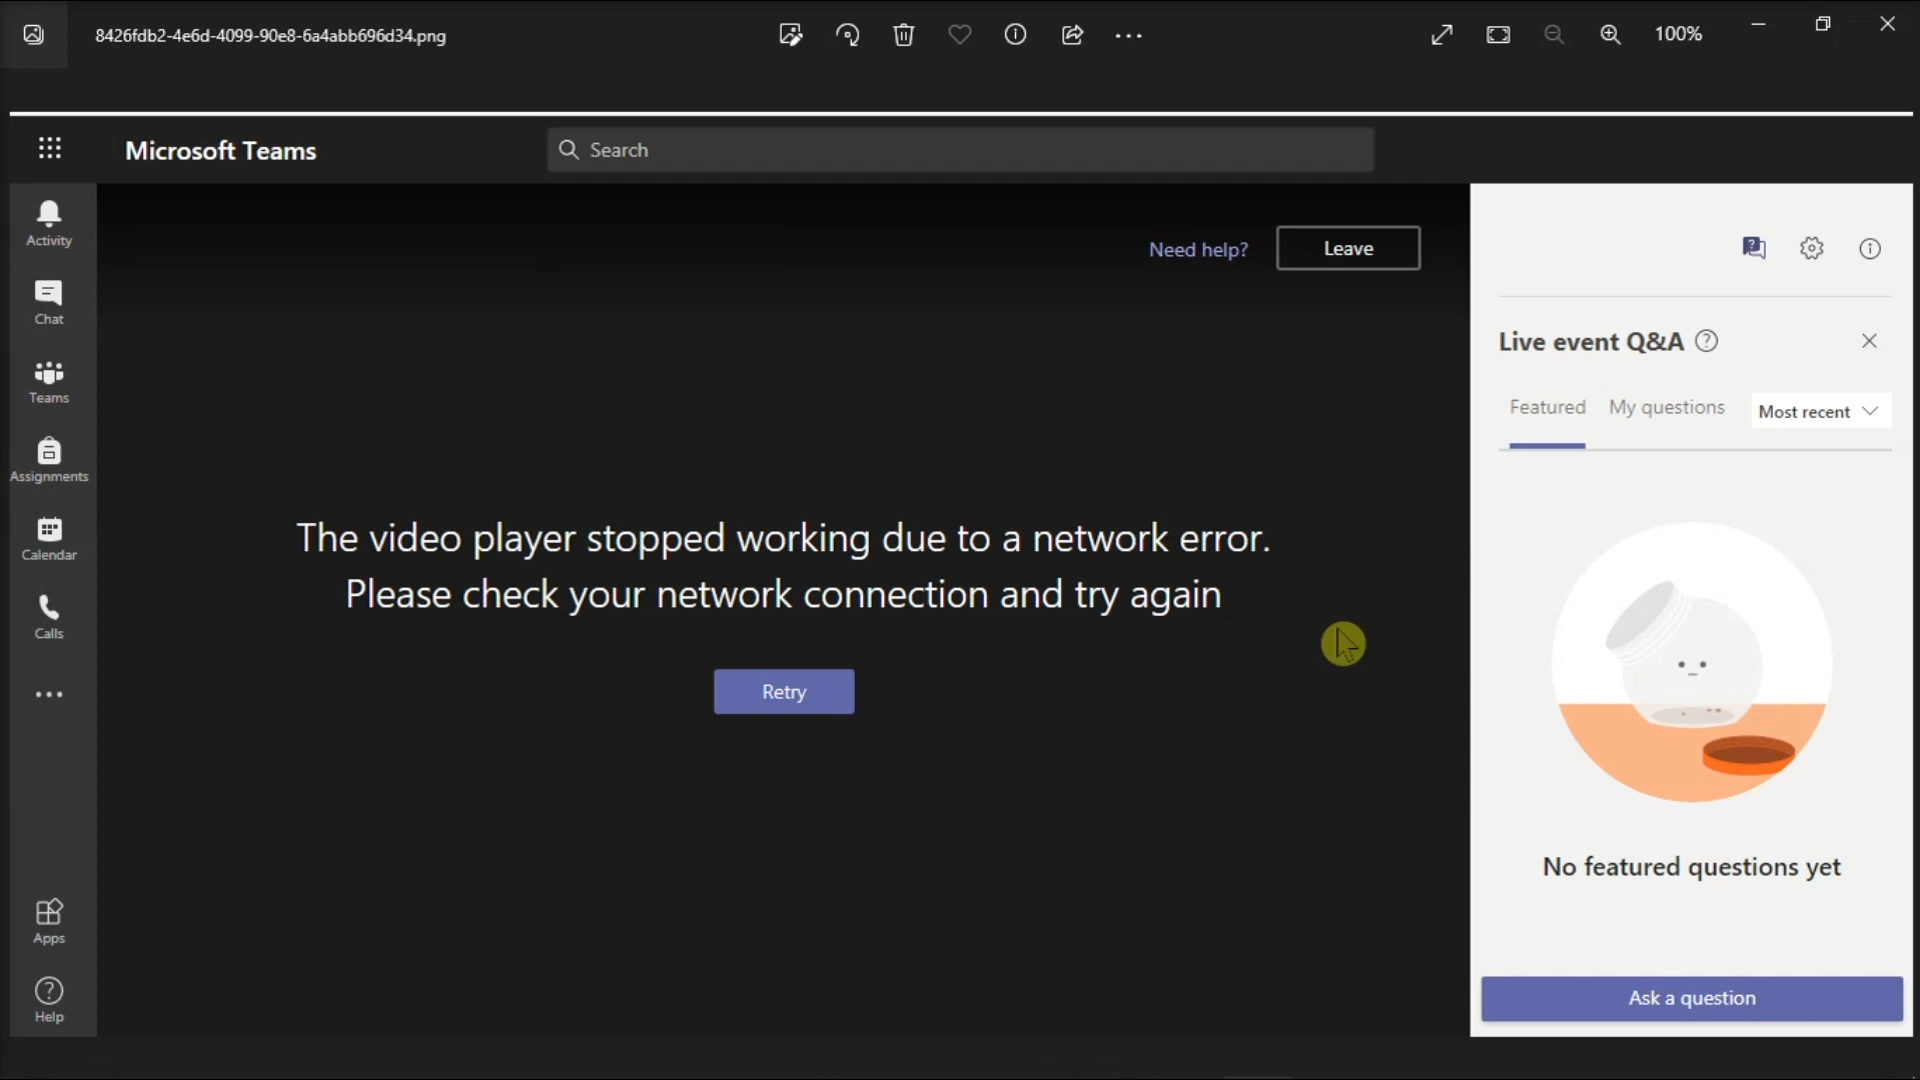 8426fdb2-4e6d-4099-90e8-6a4abb696d34.png
100%
Microsoft Teams
Search
Activity
Chat
Teams
Assignments
Calendar
Calls
Apps
Help
Need help?
Leave
The video player stopped working due to a network error.
Please check your network connection and try again
Retry
Live event Q&A
Featured
My questions
Most recent
No featured questions yet
Ask a question